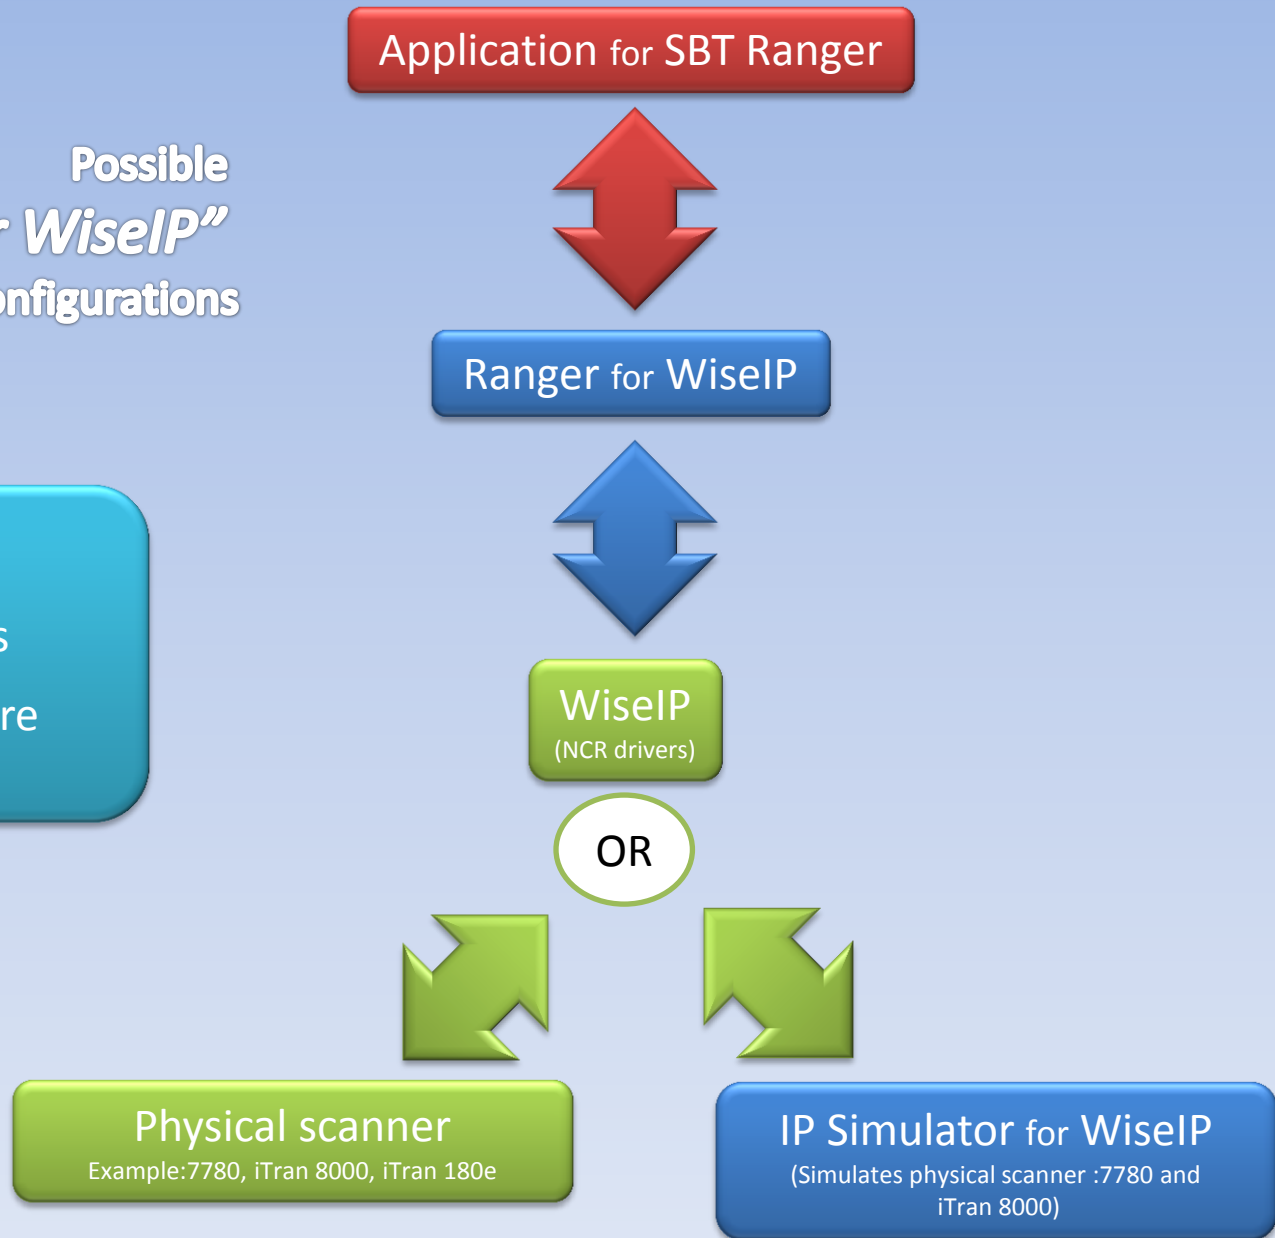 Application for SBT Ranger
Possible
WiseIP”
Ranger for WiseIP
WiseIP
(NCR drivers)
OR
Physical scanner
Example:7780, iTran 8000, iTran 180e
IP Simulator for WiseIP
(Simulates physical scanner :7780 and
iTran 8000)